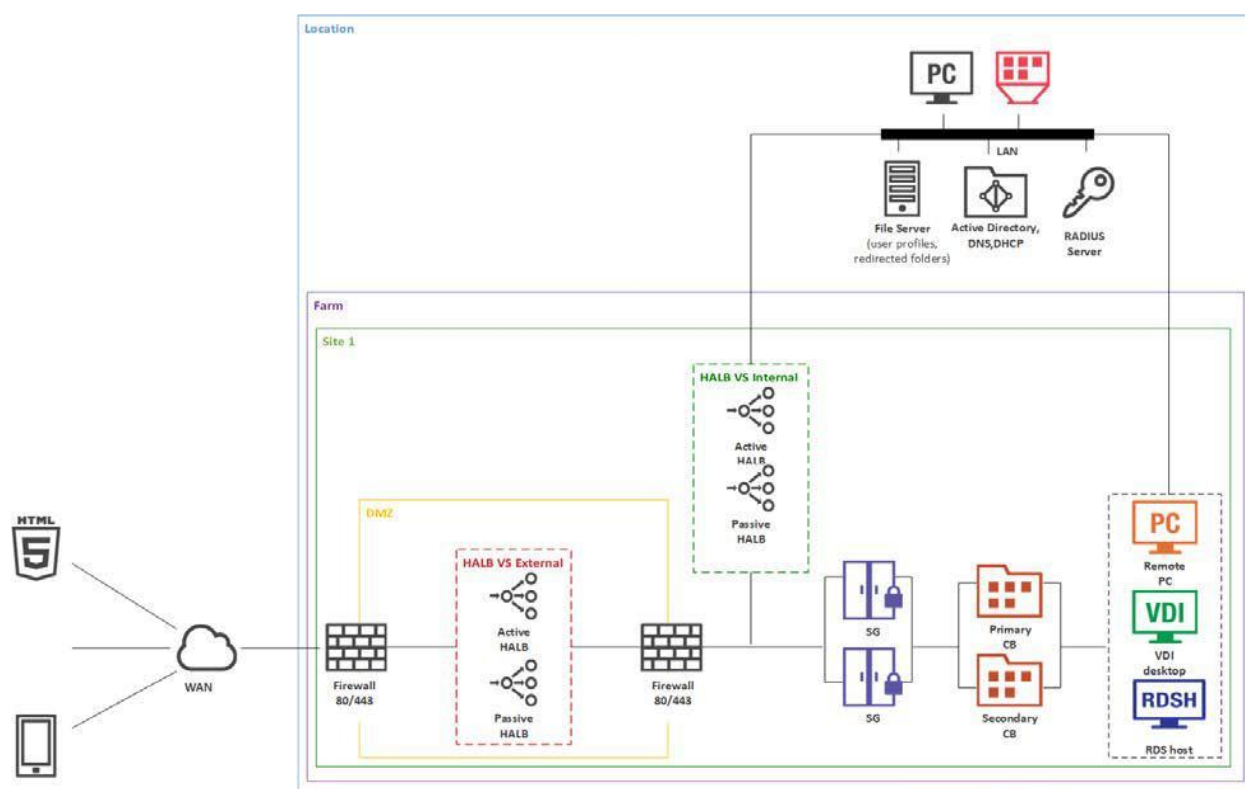 Location
PC
LAN
File Server
(user profiles,
redirected folders)
Active Directory,
DNS,DHCP
RADIUS
Server
Farm
Site 1
HALB VS Internal
Active
HALB
Passive
HALB
DMZ
HTML
5
WAN
Firewall
80/443
HALB VS External
Active
HALB
Passive
HALB
Firewall
80/443
SG
SG
Primary
CB
Secondary
CB
PC
Remote
PC
VDI
VDI
desktop
RDSH
RDS host